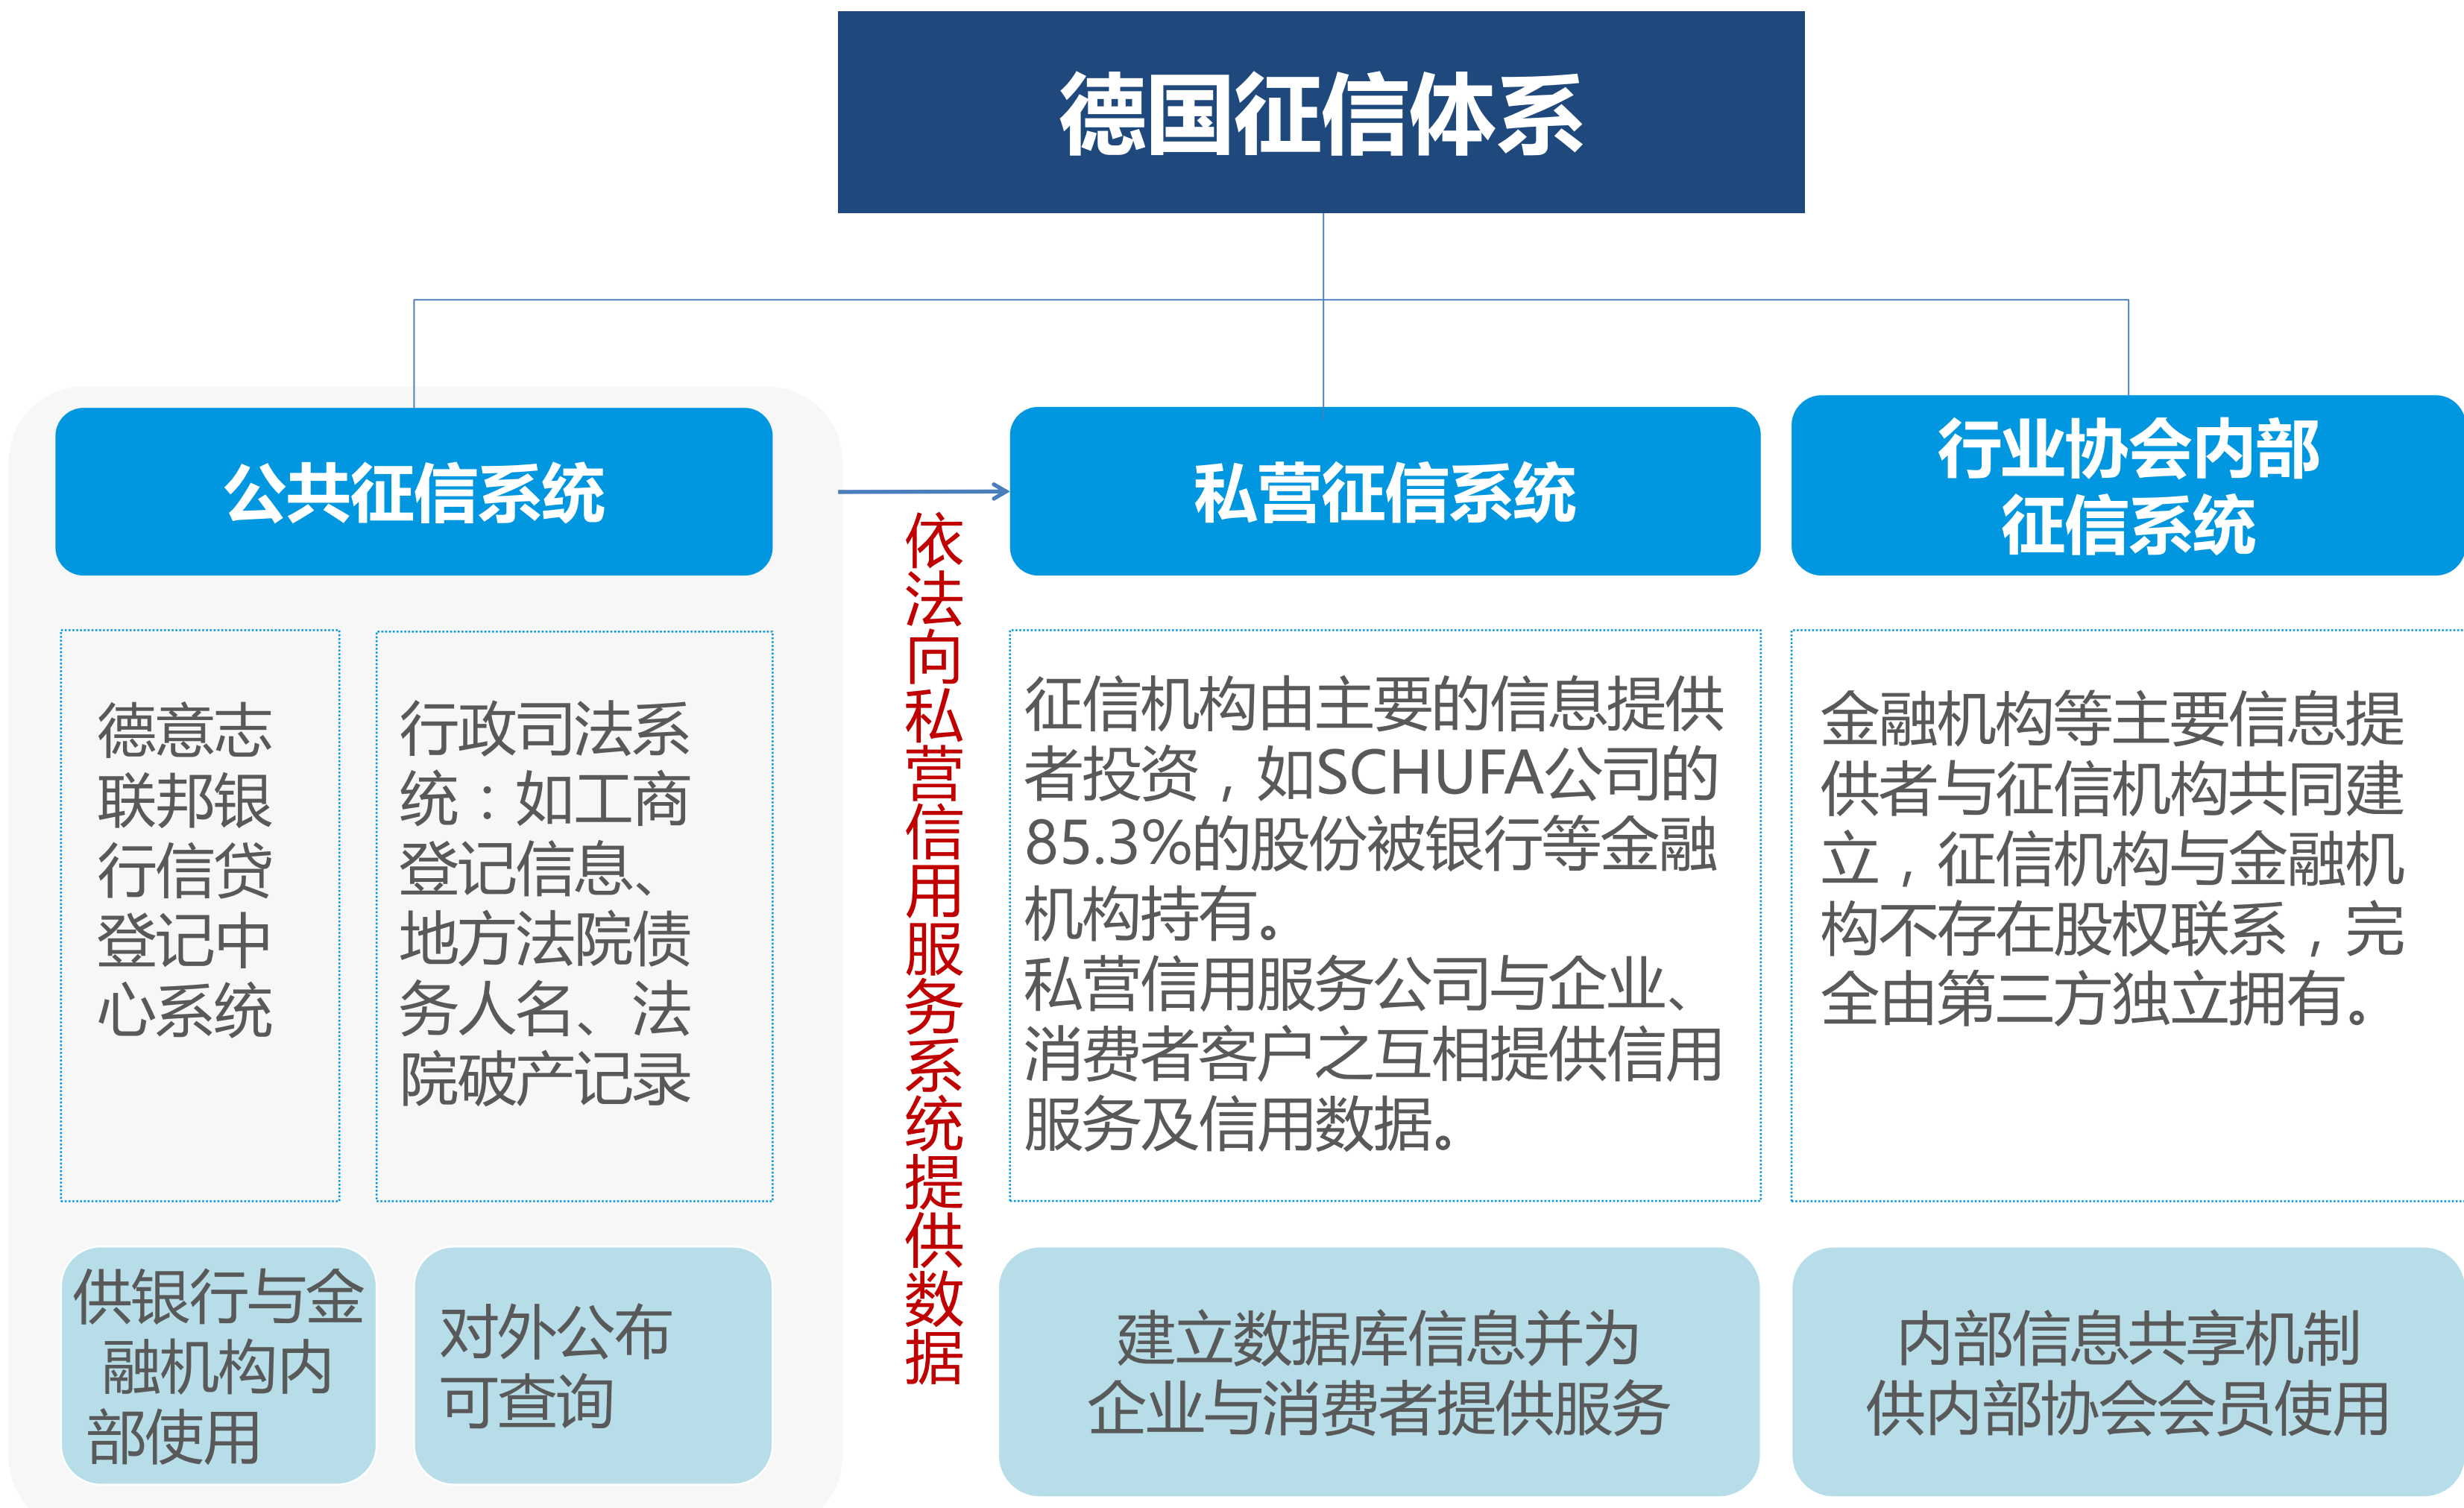 德国征信体系
公共征信系统
德意志
联邦银
行信贷
登记中
心系统
行政司法系
统：如工商
登记信息、
地方法院债
务人名、法
院破产记录
供银行与金
融机构内
部使用
对外公布
可查询
依法向私营信用服务系统提供数据
私营征信系统
征信机构由主要的信息提供
者投资，如SCHUFA公司的
85.3%的股份被银行等金融
机构持有。
私营信用服务公司与企业、
消费者客户之互相提供信用
服务及信用数据。
建立数据库信息并为
企业与消费者提供服务
行业协会内部
征信系统
金融机构等主要信息提
供者与征信机构共同建
立，征信机构与金融机
构不存在股权联系，完
全由第三方独立拥有。
内部信息共享机制
供内部协会会员使用